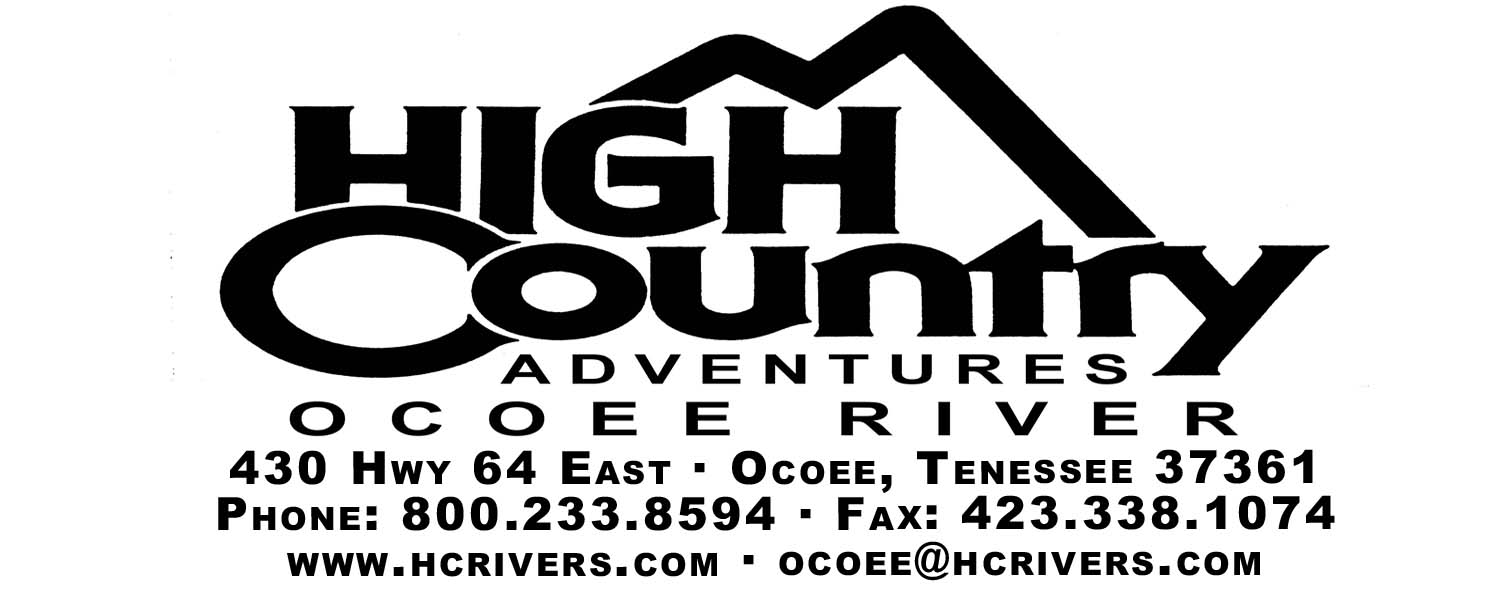 HIGH
Country
ADVENTURES
OCOEE RIVER
430 HWY 64 EAST · OCOEE, TENESSEE 37361
PHONE: 800.233.8594 · FAX: 423.338.1074
WWW.HCRIVERS.COM · OCOEE@HCRIVERS.COM